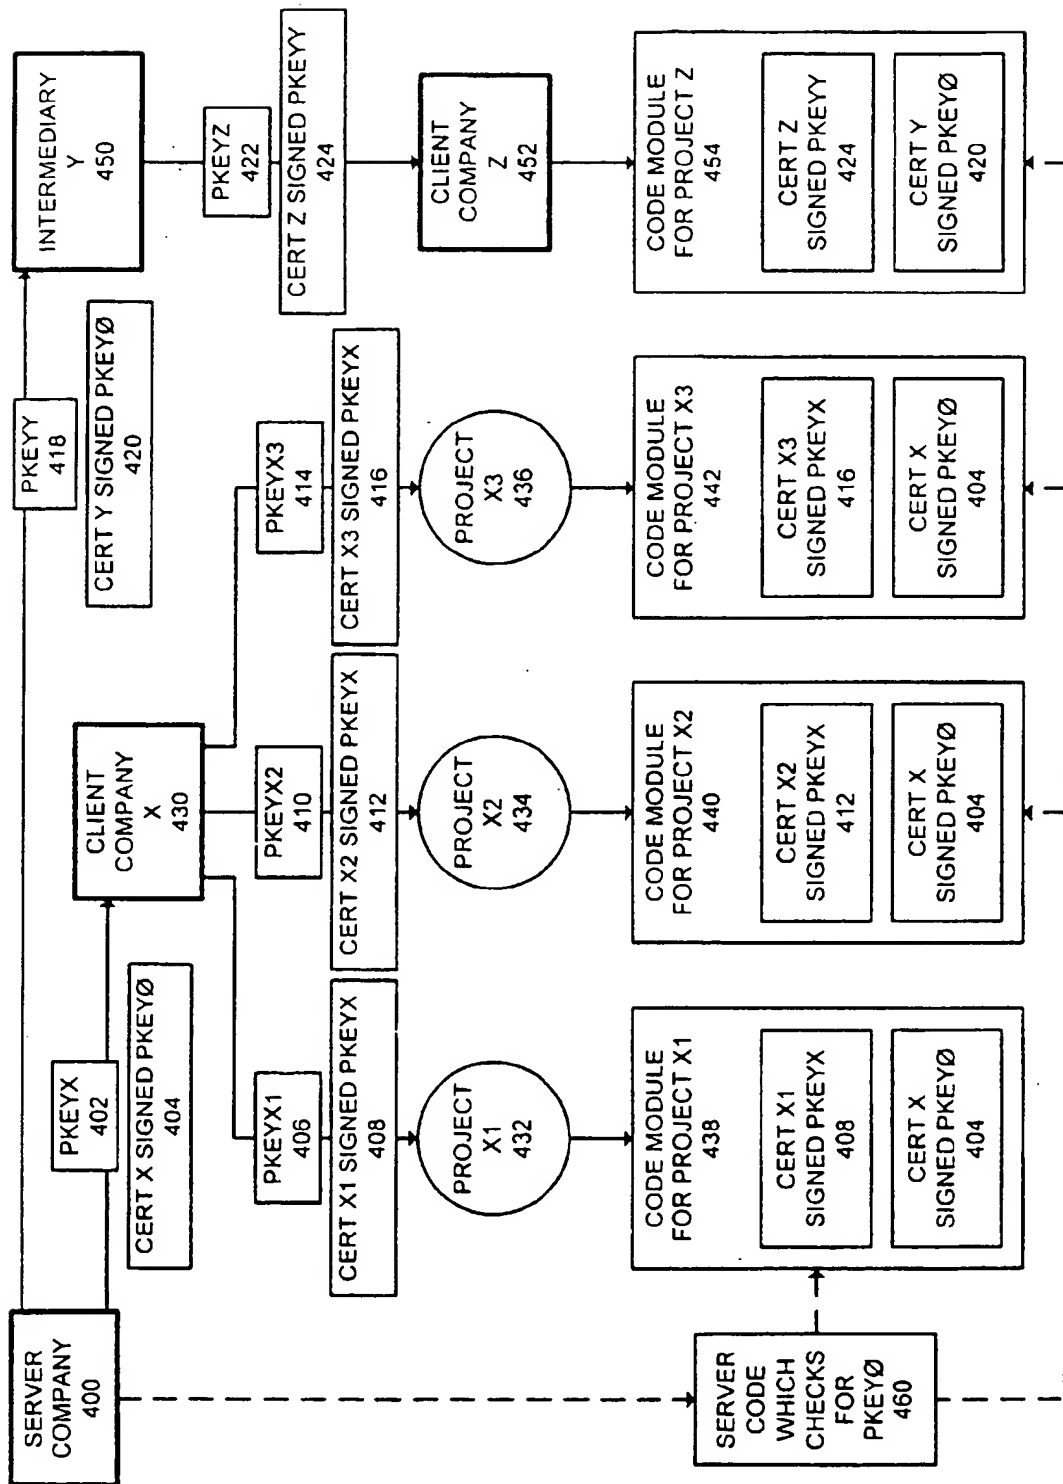 SERVER
COMPANY
400
PKEYX
402
CERT X SIGNED PKEYØ
404
CLIENT
COMPANY
X
430
PKEYY
418
CERT Y SIGNED PKEYØ
420
INTERMEDIARY
Y
450
PKEYX1
406
CERT X1 SIGNED PKEYX
408
PKEYX2
410
CERT X2 SIGNED PKEYX
412
PKEYX3
414
CERT X3 SIGNED PKEYX
416
PKEYZ
422
CERT Z SIGNED PKEYY
424
PROJECT
X1
432
PROJECT
X2
434
PROJECT
X3
436
CLIENT
COMPANY
Z
452
SERVER
CODE
WHICH
CHECKS
FOR
PKEYØ
460
CODE MODULE
FOR PROJECT X1
438
CERT X1
SIGNED PKEYX
408
CERT X
SIGNED PKEYØ
404
CODE MODULE
FOR PROJECT X2
440
CERT X2
SIGNED PKEYX
412
CERT X
SIGNED PKEYØ
404
CODE MODULE
FOR PROJECT X3
442
CERT X3
SIGNED PKEYX
416
CERT X
SIGNED PKEYØ
404
CODE MODULE
FOR PROJECT Z
454
CERT Z
SIGNED PKEYY
424
CERT Y
SIGNED PKEYØ
420